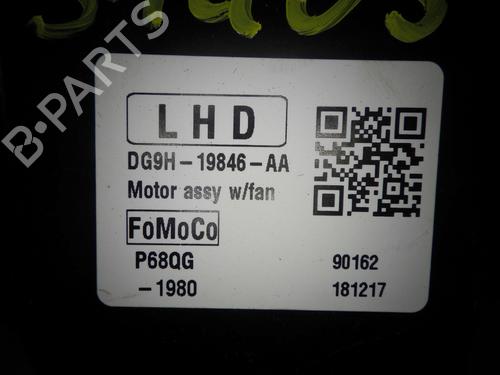 LHD
DG9H-19846-AA
Motor assy w/fan
FoMoCo
P68QG 90162
-1980 181217
B-PARTS